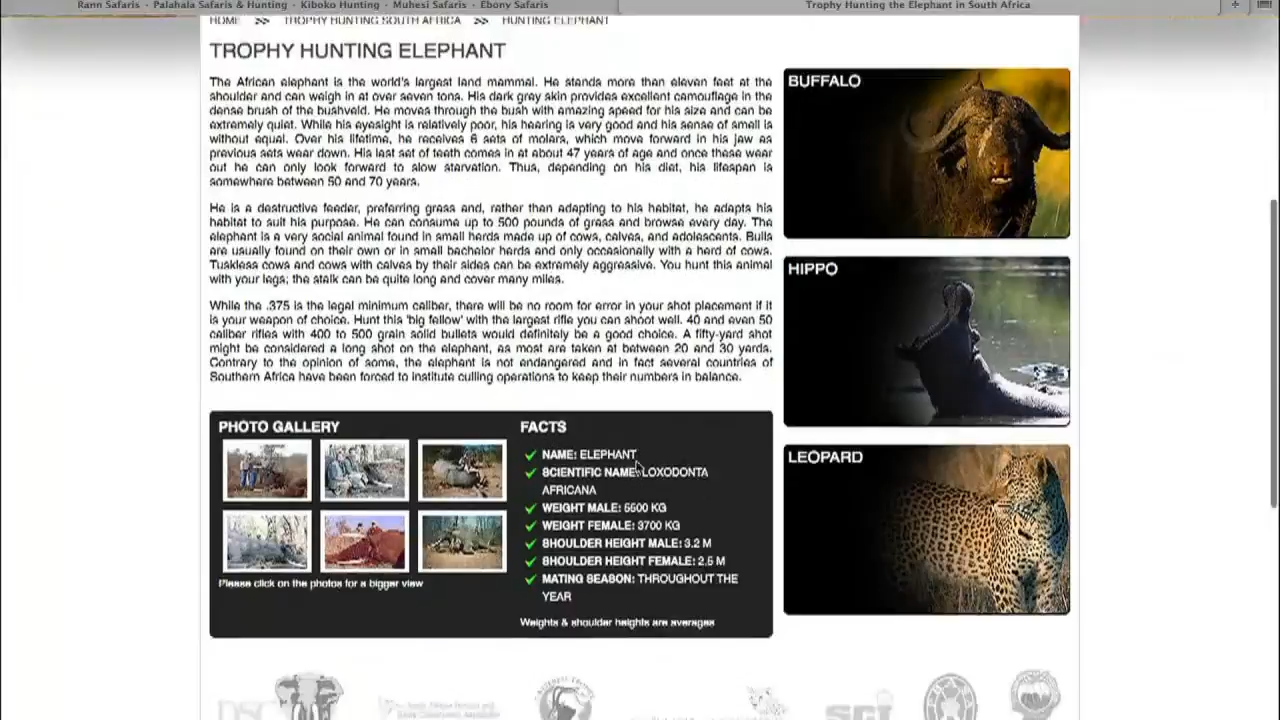 Rann Safaris - Palahala Safaris & Hunting - Kiboko Hunting - Muhesi Safaris - Ebony Safaris
Trophy Hunting the Elephant in South Africa
HOME >> TROPHY HUNTING SOUTH AFRICA >> HUNTING ELEPHANT
TROPHY HUNTING ELEPHANT
The African elephant is the world's largest land mammal. He stands more than eleven feet at the
shoulder and can weigh in at over seven tons. His dark grey skin provides excellent camouflage in the
dense brush of the bushveld. He moves through the bush with amazing speed for his size and can be
extremely quiet. While his eyesight is relatively poor, his hearing is very good and his sense of smell is
without equal. Over his lifetime, he receives 6 sets of molars, which move forward in his jaw as
previous sets wear down. His last set of teeth comes in at about 47 years of age and once these wear
out he can only look forward to slow starvation. Thus, depending on his diet, his lifespan is
somewhere between 50 and 70 years.
He is a destructive feeder, preferring grass and, rather than adapting to his habitat, he adapts his
habitat to suit his purpose. He can consume up to 500 pounds of grass and browse every day. The
elephant is a very social animal found in small herds made up of cows, calves, and adolescents. Bulls
are usually found on their own or in small bachelor herds and only occasionally with a herd of cows.
Tuskless cows and cows with calves by their sides can be extremely aggressive. You hunt this animal
with your legs; the stalk can be quite long and cover many miles.
While the .375 is the legal minimum caliber, there will be no room for error in your shot placement if it
is your weapon of choice. Hunt this 'big fellow' with the largest rifle you can shoot well. 40 and even 50
caliber rifles with 400 to 500 grain solid bullets would definitely be a good choice. A fifty-yard shot
might be considered a long shot on the elephant, as most are taken at between 20 and 30 yards.
Contrary to the opinion of some, the elephant is not endangered and in fact several countries of
Southern Africa have been forced to institute culling operations to keep their numbers in balance.
PHOTO GALLERY
Please click on the photos for a bigger view
FACTS
NAME: ELEPHANT
SCIENTIFIC NAME: LOXODONTA
AFRICANA
WEIGHT MALE: 5500 KG
WEIGHT FEMALE: 3700 KG
SHOULDER HEIGHT MALE: 3.2 M
SHOULDER HEIGHT FEMALE: 2.5 M
MATING SEASON: THROUGHOUT THE
YEAR
Weights & shoulder heights are averages
BUFFALO
HIPPO
LEOPARD
DSC
SCI